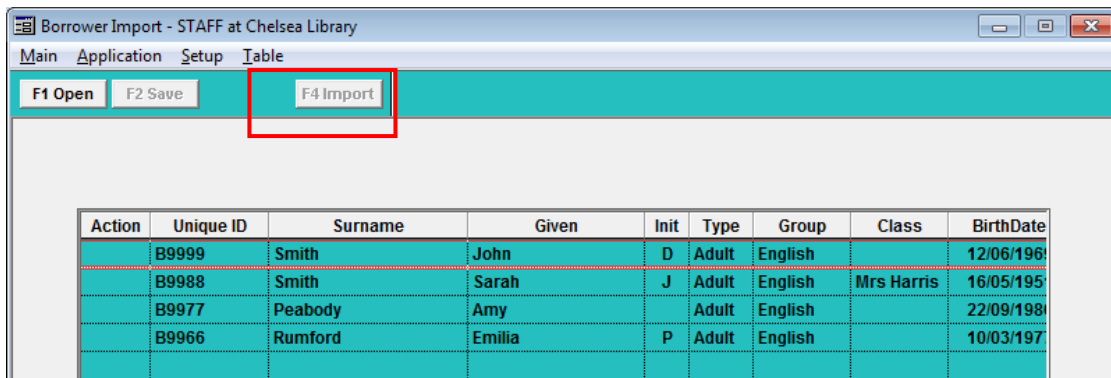 Borrower Import - STAFF at Chelsea Library
Main Application Setup Table
F1 Open F2 Save F4 Import
Action Unique ID Surname Given Init Type Group Class BirthDate
B9999 Smith John D Adult English 12/06/196
B9988 Smith Sarah J Adult English Mrs Harris 16/05/195
B9977 Peabody Amy Adult English 22/09/198
B9966 Rumford Emilia P Adult English 10/03/197